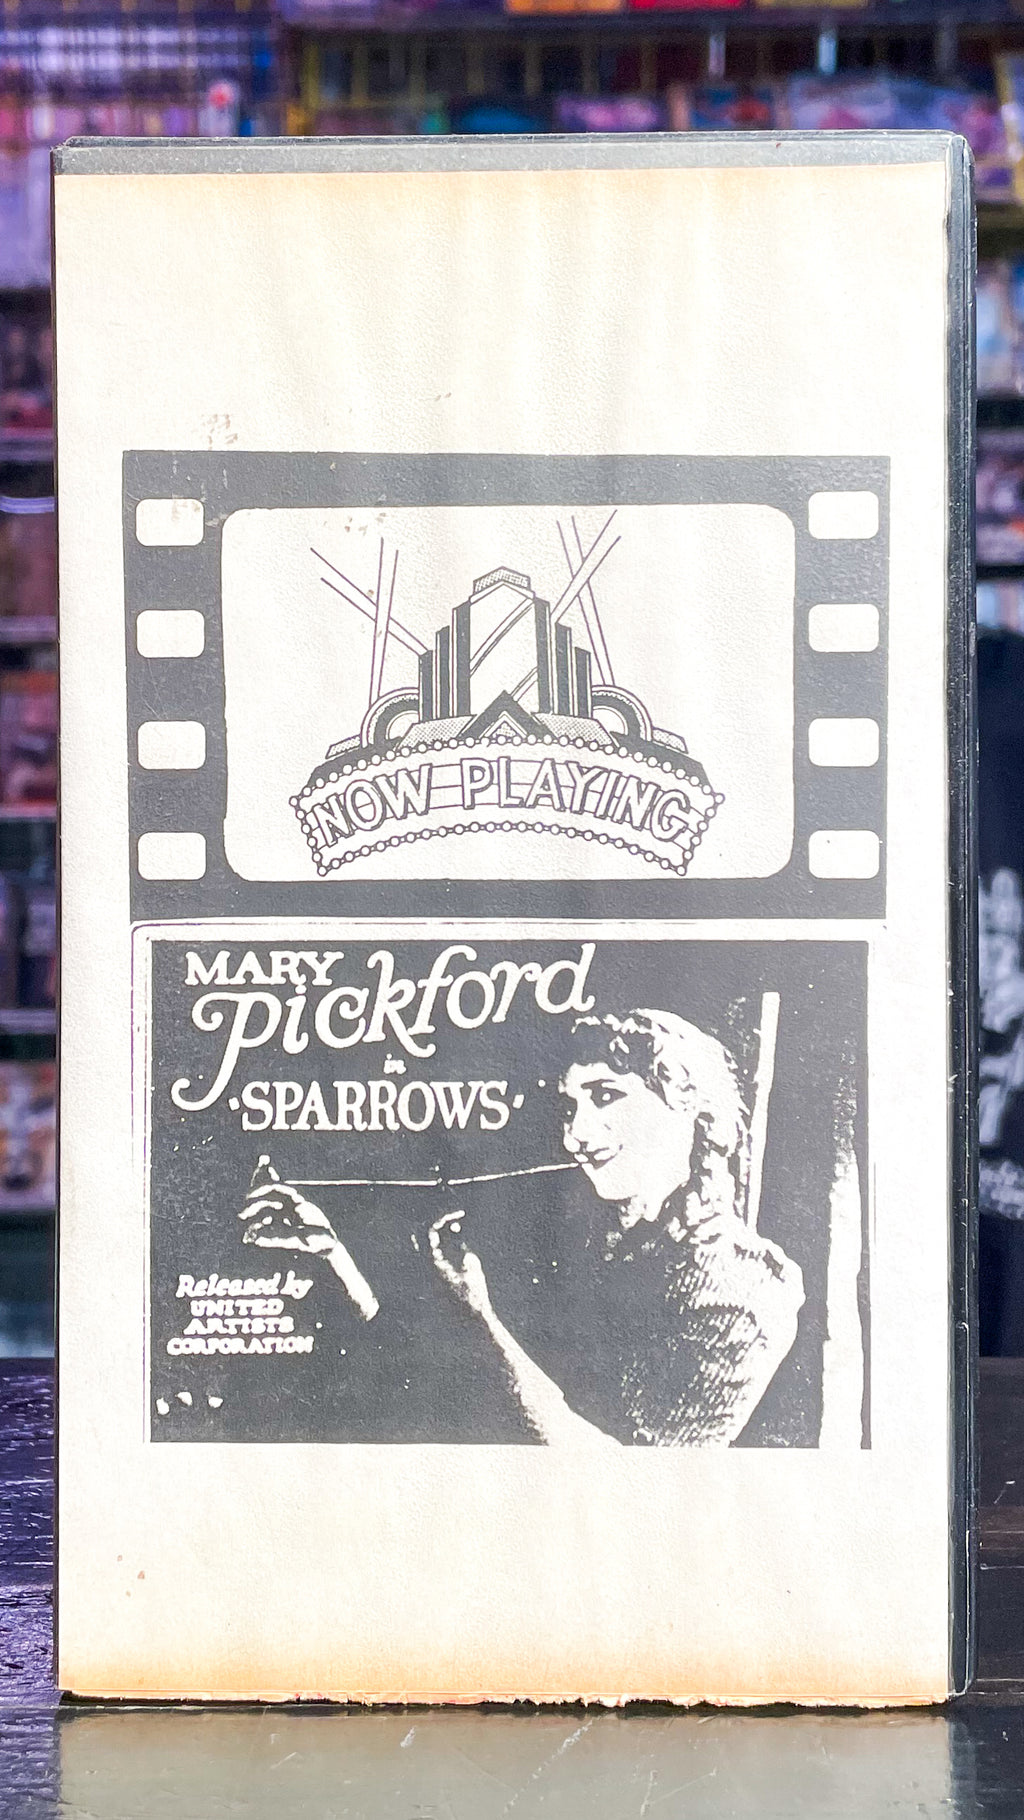 NOW PLAYING
MARY
Pickford
in
·SPARROWS·
Released by
UNITED
ARTISTS
CORPORATION